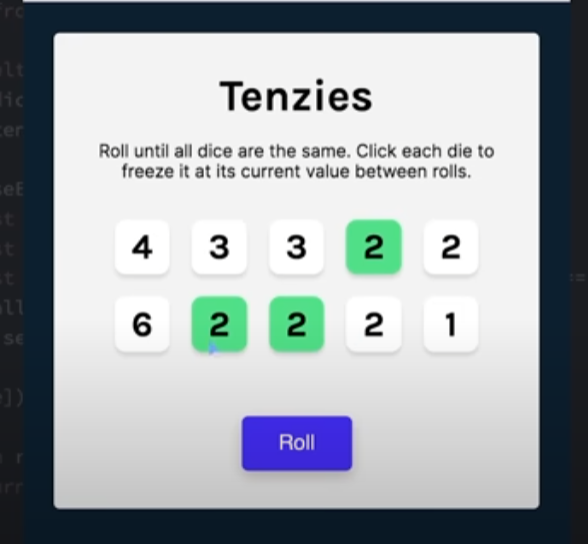 Tenzies
Roll until all dice are the same. Click each die to
freeze it at its current value between rolls.
4 3 3 2 2
6 2 2 2 1
Roll